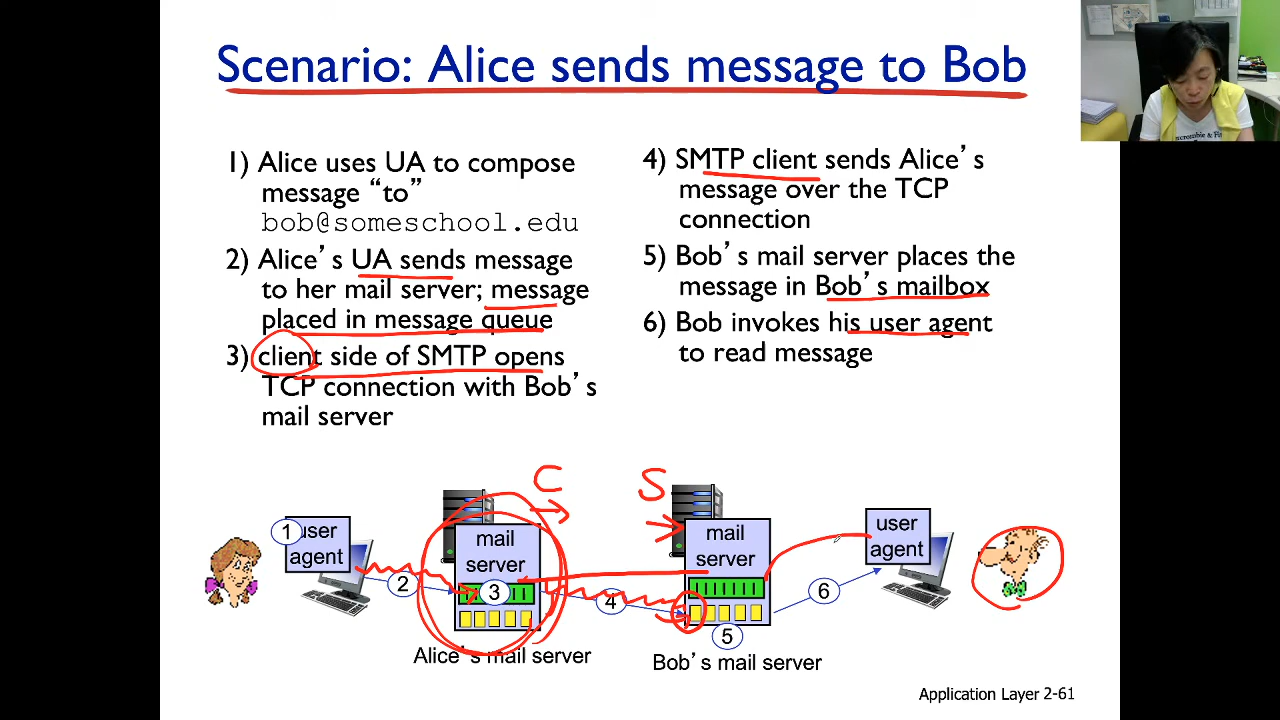 Scenario: Alice sends message to Bob
1) Alice uses UA to compose
message “to”
bob@someschool.edu
2) Alice’s UA sends message
to her mail server; message
placed in message queue
3) client side of SMTP opens
TCP connection with Bob’s
mail server
4) SMTP client sends Alice’s
message over the TCP
connection
5) Bob’s mail server places the
message in Bob’s mailbox
6) Bob invokes his user agent
to read message
C
S
1 user
agent
mail
server
mail
server
user
agent
2
3
4
5
6
Alice’s mail server
Bob’s mail server
Application Layer 2-61